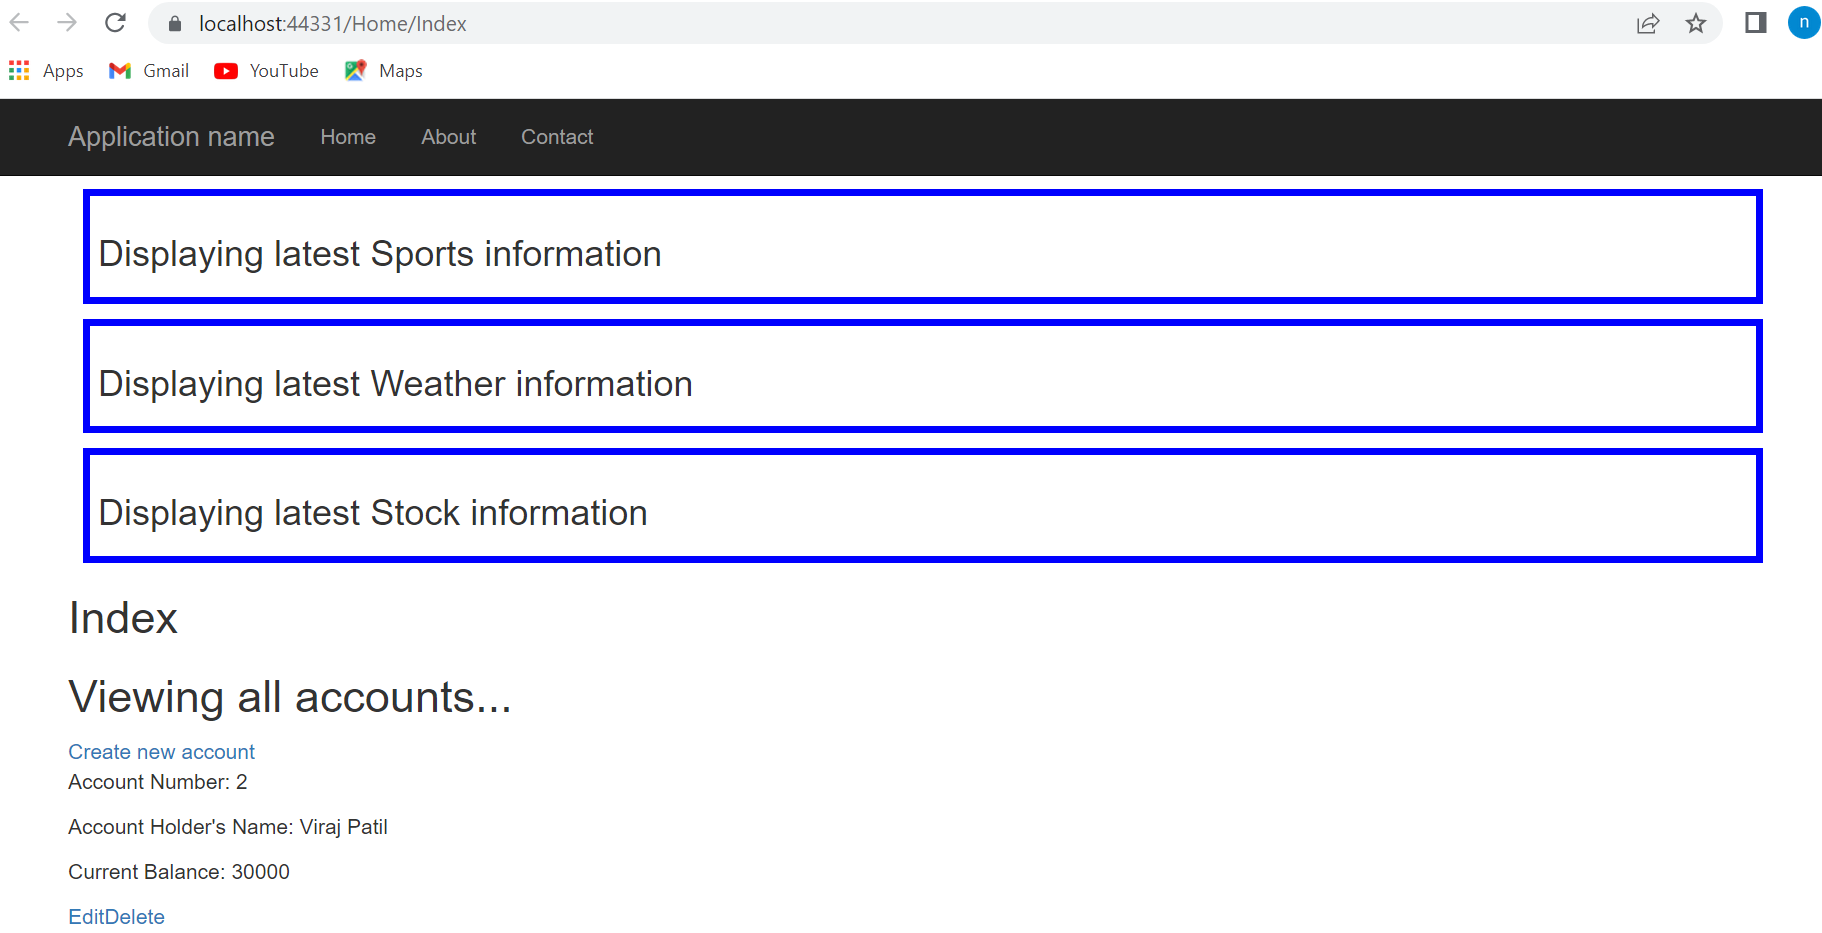 localhost:44331/Home/Index
n
Apps Gmail YouTube Maps
Application name Home About Contact
Displaying latest Sports information
Displaying latest Weather information
Displaying latest Stock information
Index
Viewing all accounts...
Create new account
Account Number: 2
Account Holder's Name: Viraj Patil
Current Balance: 30000
EditDelete